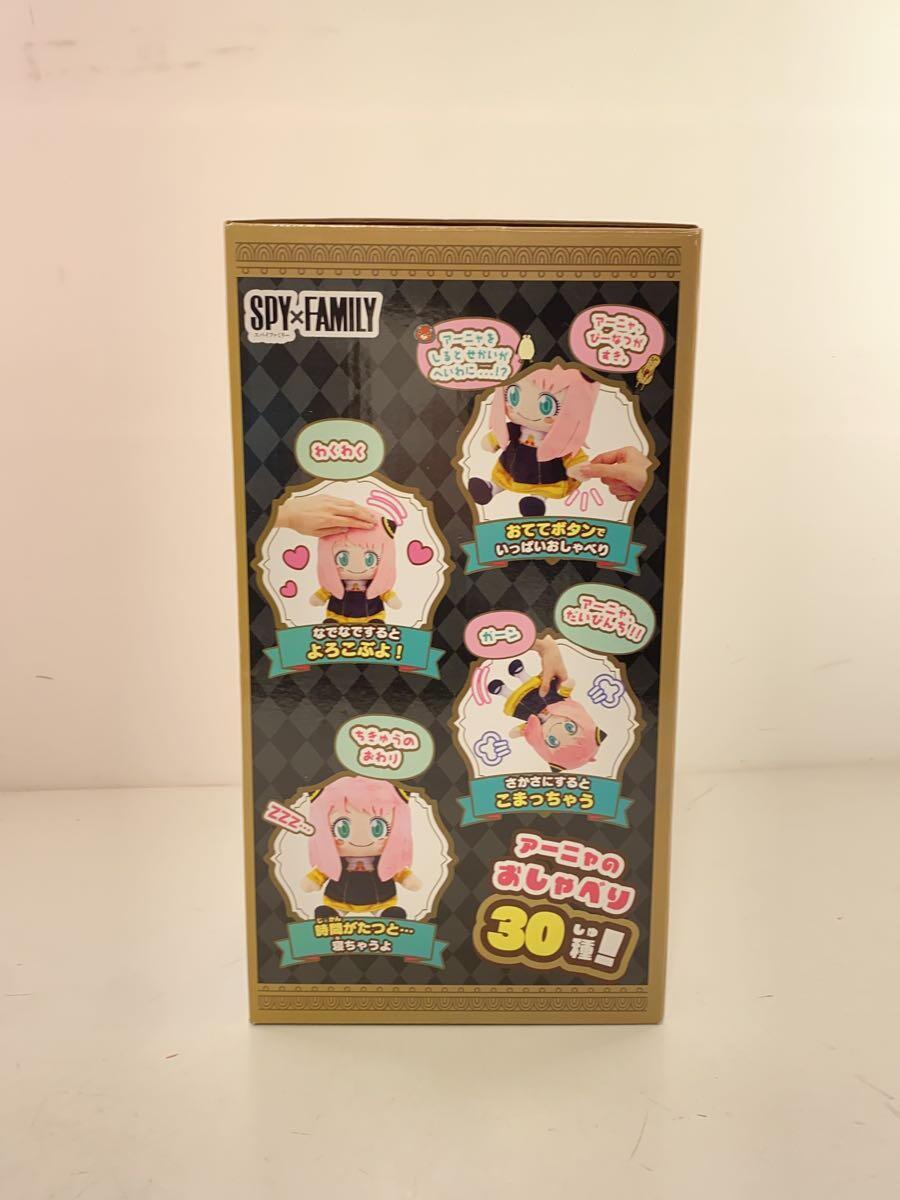 SPY×FAMILY
スパイファミリー
アーニャを
しるとせかいが
へいわに…!?
アーニャ、
ぴーなつが
すき。
おててボタンで
いっぱいおしゃべり
わくわく
なでなですると
よろこぶよ!
ガーン
アーニャ、
だいぴんち!!
さかさにすると
こまっちゃう
ちきゅうの
おわり
ZZZ…
じかん
時間がたつと…
寝ちゃうよ
アーニャの
おしゃべり
しゅ
30種!